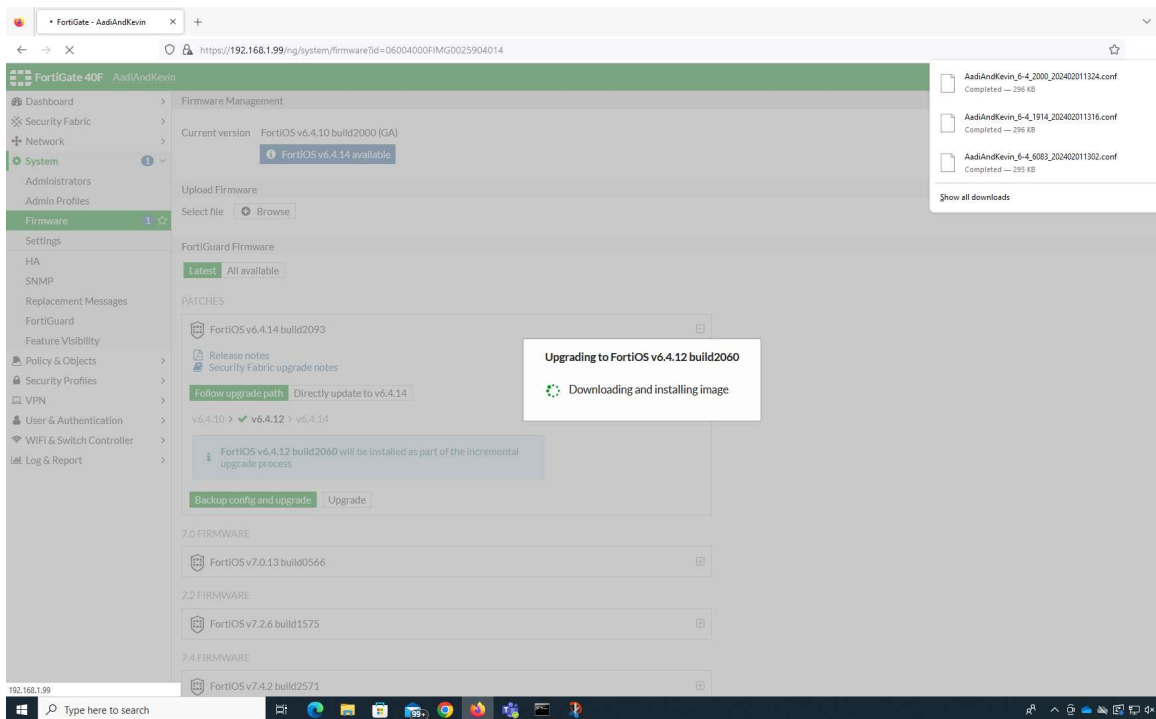 FortiGate - AadiAndKevin
https://192.168.1.99/ng/system/firmware?id=06004000FIMG0025904014
AadiAndKevin_6-4_2000_202402011324.conf
Completed — 296 KB
AadiAndKevin_6-4_1914_202402011316.conf
Completed — 296 KB
AadiAndKevin_6-4_6083_202402011302.conf
Completed — 295 KB
Show all downloads
FortiGate 40F AadiAndKevin
Dashboard
Security Fabric
Network
System 1
Administrators
Admin Profiles
Firmware 1
Settings
HA
SNMP
Replacement Messages
FortiGuard
Feature Visibility
Policy & Objects
Security Profiles
VPN
User & Authentication
WiFi & Switch Controller
Log & Report
Firmware Management
Current version FortiOS v6.4.10 build2000 (GA)
FortiOS v6.4.14 available
Upload Firmware
Select file Browse
FortiGuard Firmware
Latest All available
PATCHES
FortiOS v6.4.14 build2093
Release notes
Security Fabric upgrade notes
Follow upgrade path Directly update to v6.4.14
v6.4.10 > v6.4.12 > v6.4.14
FortiOS v6.4.12 build2060 will be installed as part of the incremental
upgrade process
Backup config and upgrade Upgrade
7.0 FIRMWARE
FortiOS v7.0.13 build0566
7.2 FIRMWARE
FortiOS v7.2.6 build1575
7.4 FIRMWARE
FortiOS v7.4.2 build2571
Upgrading to FortiOS v6.4.12 build2060
Downloading and installing image
192.168.1.99
Type here to search
99+